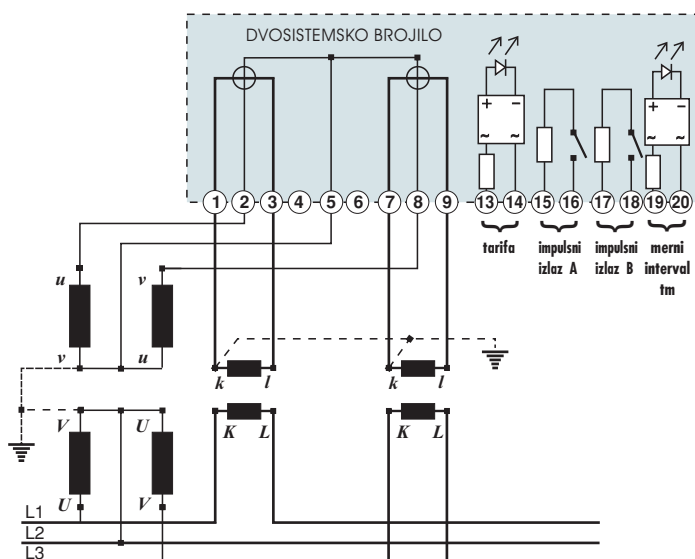 DVOSISTEMSKO BROJILO
+ − + −
~ ~ ~ ~
1 2 3 4 5 6 7 8 9 13 14 15 16 17 18 19 20
tarifa
impulsni
izlaz A
impulsni
izlaz B
merni
interval
tm
u v
v u
k l k l
K L K L
V U
U V
L1
L2
L3